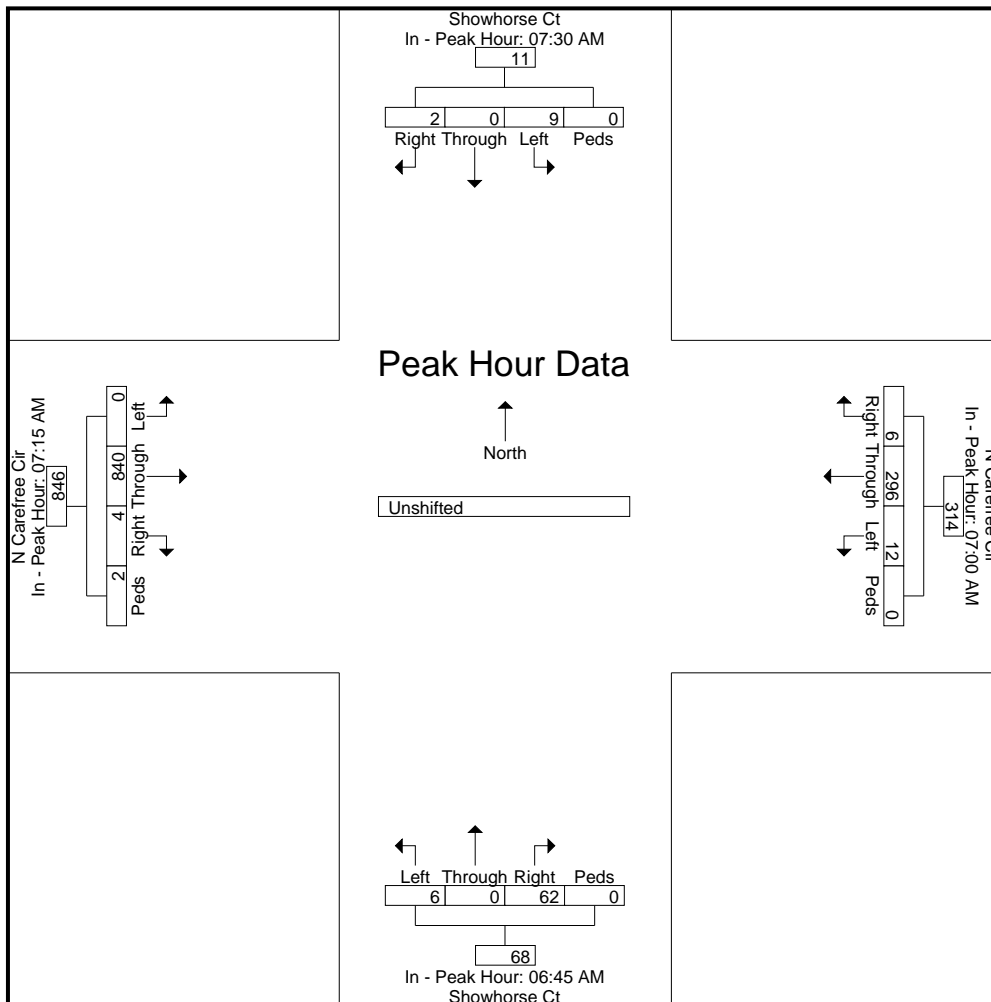 Showhorse Ct
In - Peak Hour: 07:30 AM
11
2 0 9 0
Right Through Left Peds
Peak Hour Data
North
Unshifted
N Carefree Cir
In - Peak Hour: 07:15 AM
846
0 840 4 2
Left Through Right Peds
Right Through Left Peds
6 296 12 0
314
In - Peak Hour: 07:00 AM
N Carefree Cir
Left Through Right Peds
6 0 62 0
68
In - Peak Hour: 06:45 AM
Showhorse Ct